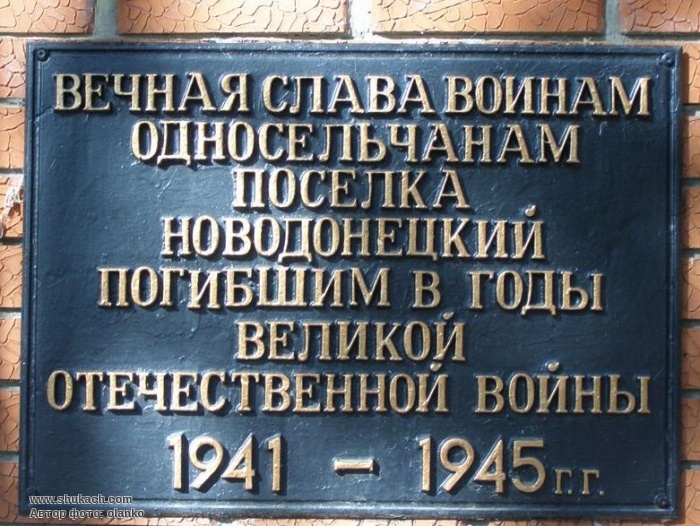 ВЕЧНАЯ СЛАВА ВОИНАМ
ОДНОСЕЛЬЧАНАМ
ПОСЕЛКА
НОВОДОНЕЦКИЙ
ПОГИБШИМ В ГОДЫ
ВЕЛИКОЙ
ОТЕЧЕСТВЕННОЙ ВОЙНЫ
1941 – 1945 г.г.
www.shukach.com
Автор фото: olanko